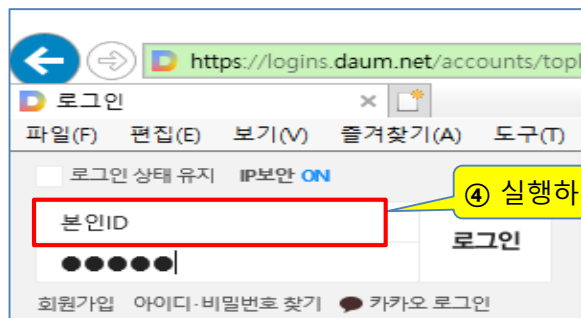 https://logins.daum.net/accounts/topl
로그인
파일(F) 편집(E) 보기(V) 즐겨찾기(A) 도구(T)
로그인 상태 유지 IP보안 ON
④ 실행하
본인ID
로그인
회원가입 아이디·비밀번호 찾기 카카오 로그인